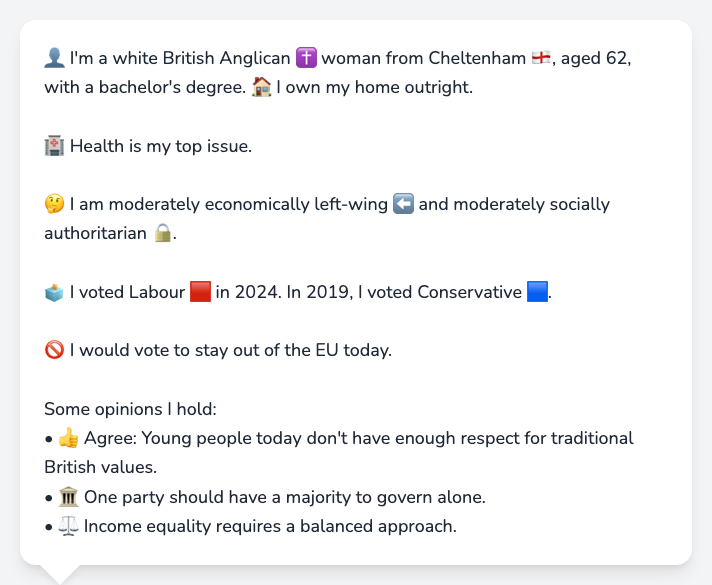 👤 I'm a white British Anglican ✝️ woman from Cheltenham 🏴󠁧󠁢󠁥󠁮󠁧󠁿, aged 62,
with a bachelor's degree. 🏠 I own my home outright.
🏥 Health is my top issue.
🤔 I am moderately economically left-wing ⬅️ and moderately socially
authoritarian 🔒.
🗳️ I voted Labour 🟥 in 2024. In 2019, I voted Conservative 🟦.
🚫 I would vote to stay out of the EU today.
Some opinions I hold:
• 👍 Agree: Young people today don't have enough respect for traditional
British values.
• 🏛️ One party should have a majority to govern alone.
• ⚖️ Income equality requires a balanced approach.